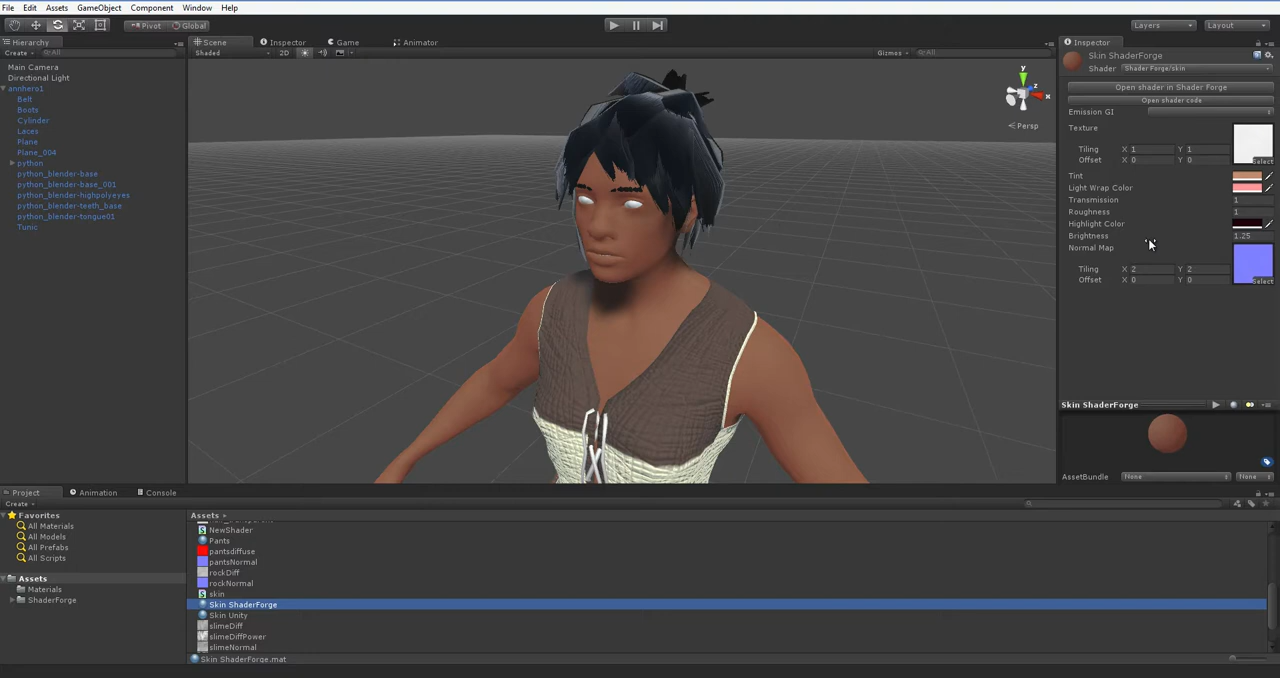 File Edit Assets GameObject Component Window Help
Pivot Global Layers Layout
Hierarchy Scene Inspector Game Animator Inspector
Create All Shaded 2D Gizmos All
Skin ShaderForge
Shader Shader Forge/skin
Main Camera
Directional Light
annhero1
Belt
Boots
Cylinder
Laces
Plane
Plane_004
python
python_blender-base
python_blender-base_001
python_blender-highpolyeyes
python_blender-teeth_base
python_blender-tongue01
Tunic
y
x
z
Persp
Open shader in Shader Forge
Open shader code
Emission GI
Texture
Tiling X 1 Y 1
Offset X 0 Y 0 Select
Tint
Light Wrap Color
Transmission 1
Roughness 1
Highlight Color
Brightness 1.25
Normal Map
Tiling X 2 Y 2
Offset X 0 Y 0 Select
Skin ShaderForge
AssetBundle None None
Project Animation Console
Create
Favorites
All Materials
All Models
All Prefabs
All Scripts
Assets
Materials
ShaderForge
Assets
NewShader
Pants
pantsdiffuse
pantsNormal
rockDiff
rockNormal
skin
Skin ShaderForge
Skin Unity
slimeDiff
slimeDiffPower
slimeNormal
Skin ShaderForge.mat